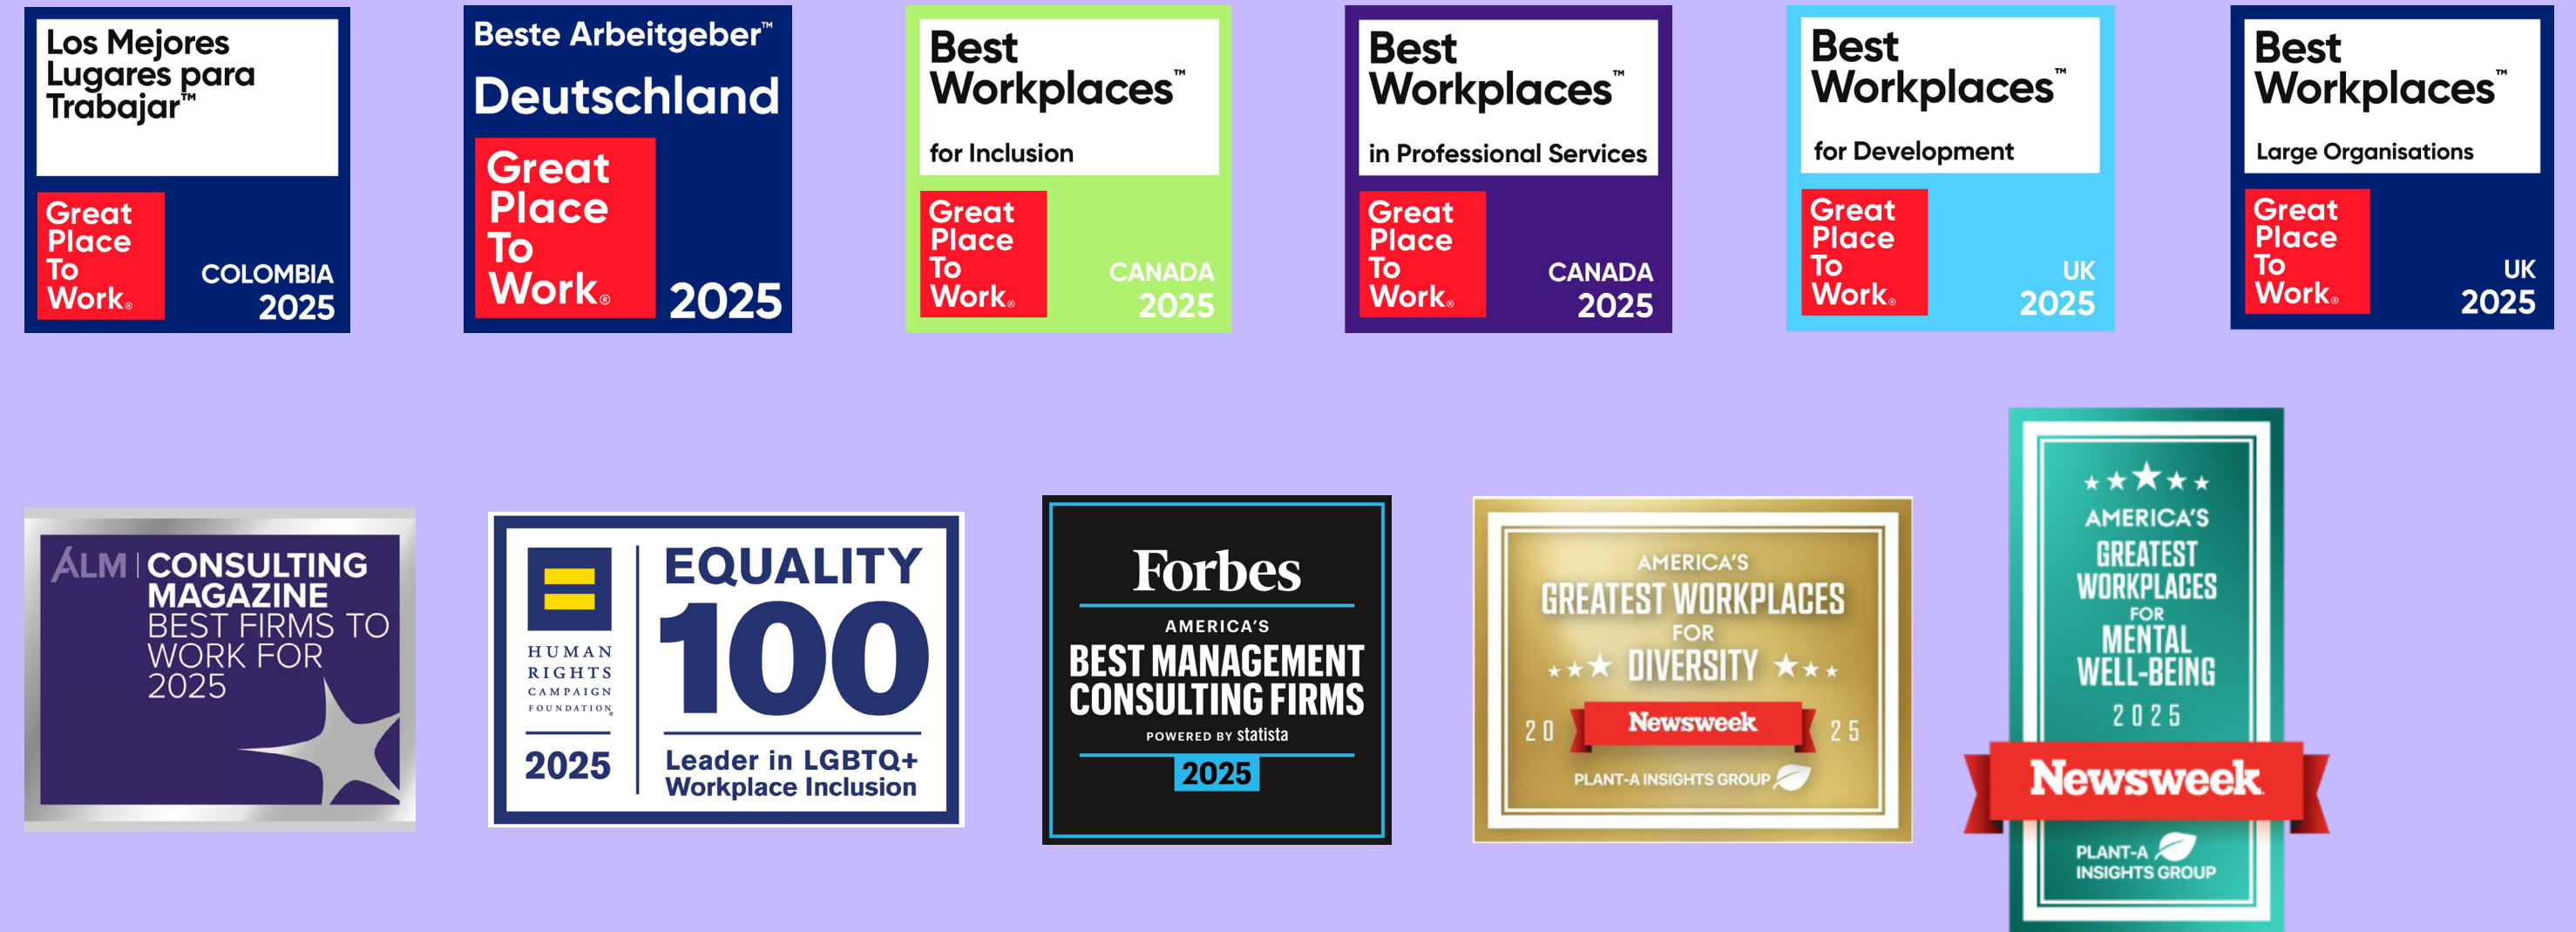 Los Mejores
Lugares para
Trabajar™
Great
Place
To
Work®
COLOMBIA
2025
Beste Arbeitgeber™
Deutschland
Great
Place
To
Work®
2025
Best
Workplaces™
for Inclusion
Great
Place
To
Work®
CANADA
2025
Best
Workplaces™
in Professional Services
Great
Place
To
Work®
CANADA
2025
Best
Workplaces™
for Development
Great
Place
To
Work®
UK
2025
Best
Workplaces™
Large Organisations
Great
Place
To
Work®
UK
2025
ALM | CONSULTING
MAGAZINE
BEST FIRMS TO
WORK FOR
2025
HUMAN
RIGHTS
CAMPAIGN
FOUNDATION®
2025
EQUALITY
100
Leader in LGBTQ+
Workplace Inclusion
Forbes
AMERICA'S
BEST MANAGEMENT
CONSULTING FIRMS
POWERED BY statista
2025
AMERICA'S
GREATEST WORKPLACES
FOR
DIVERSITY
20 Newsweek 25
PLANT-A INSIGHTS GROUP
AMERICA'S
GREATEST
WORKPLACES
FOR
MENTAL
WELL-BEING
2025
Newsweek
PLANT-A
INSIGHTS GROUP